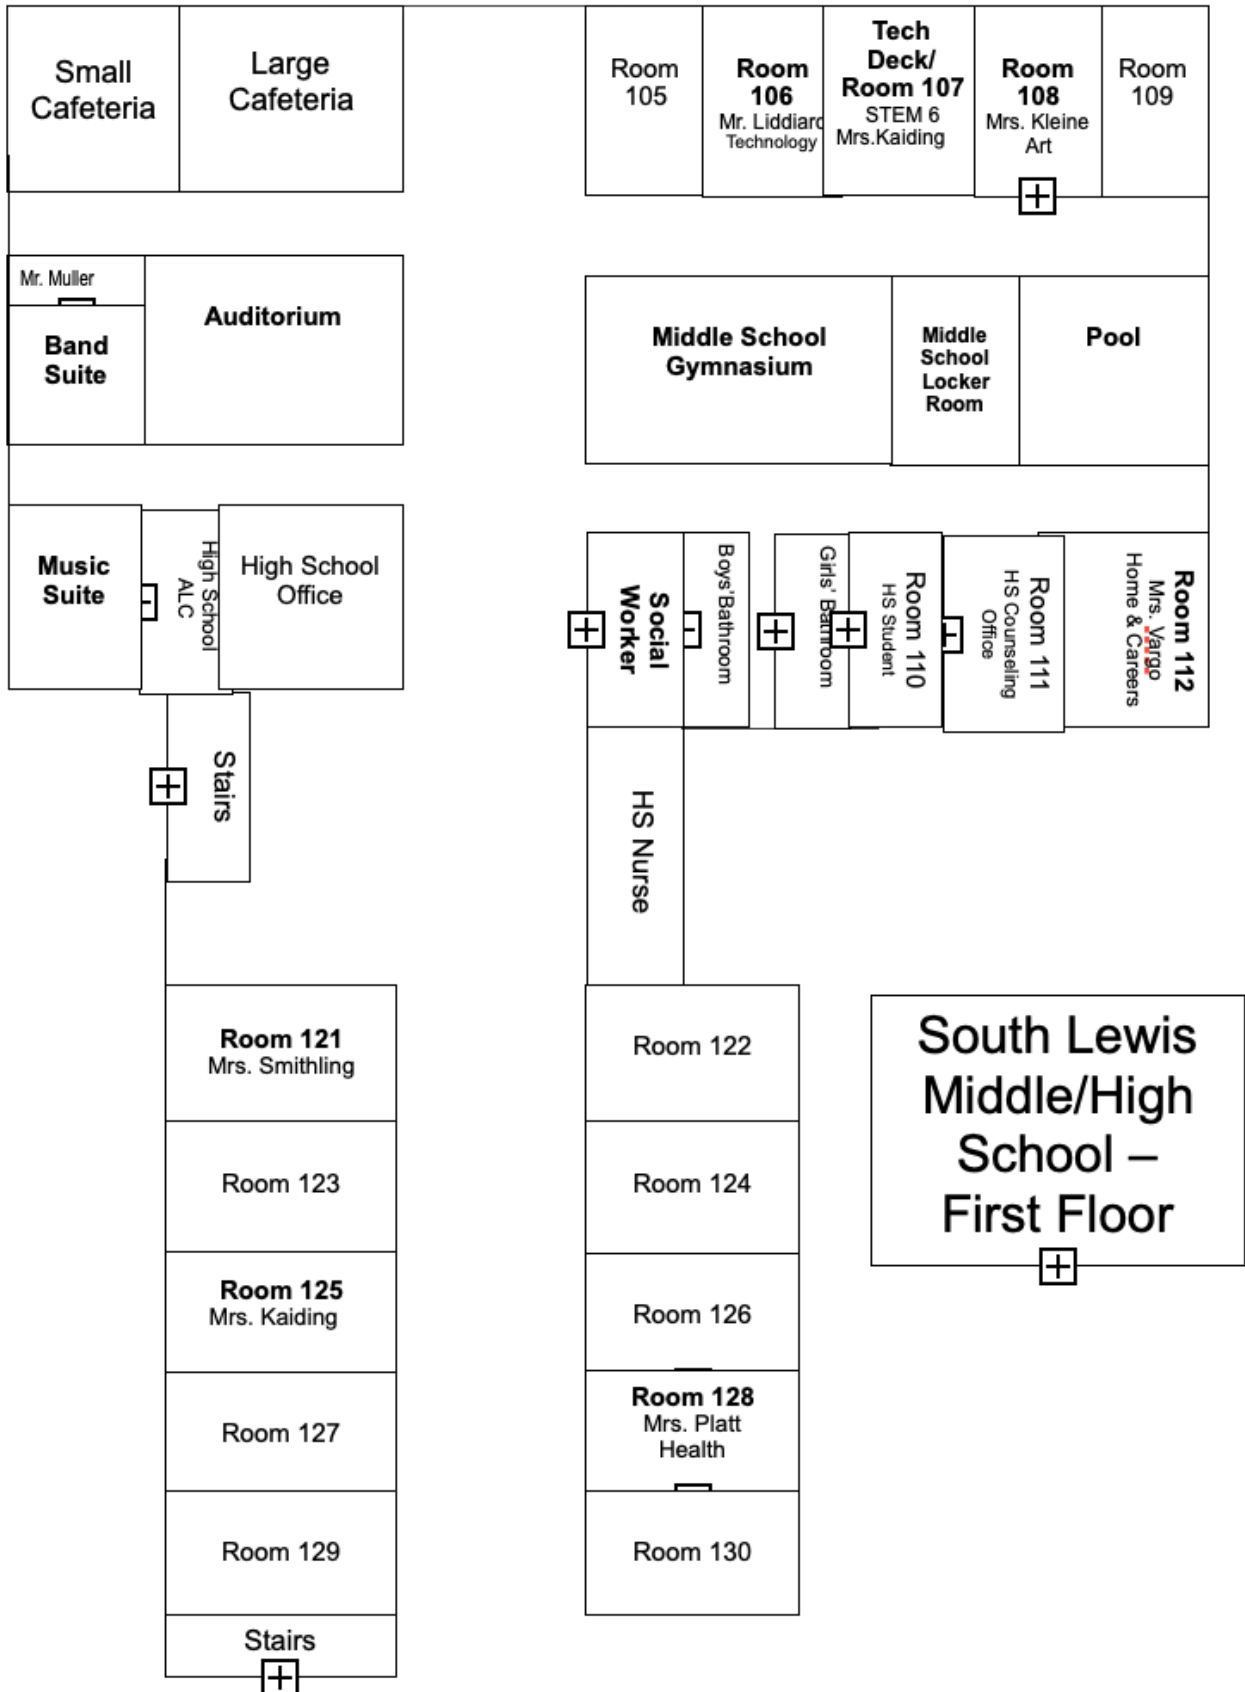 Small
Cafeteria
Large
Cafeteria
Room
105
Room
106
Mr. Liddiard
Technology
Tech
Deck/
Room 107
STEM 6
Mrs.Kaiding
Room
108
Mrs. Kleine
Art
Room
109
Mr. Muller
Band
Suite
Auditorium
Middle School
Gymnasium
Middle
School
Locker
Room
Pool
Music
Suite
High School
ALC
High School
Office
Social
Worker
Boys'Bathroom
Girls' Bathroom
Room 110
HS Student
Room 111
HS Counseling
Office
Room 112
Mrs. Vargo
Home & Careers
Stairs
HS Nurse
Room 121
Mrs. Smithling
Room 122
Room 123
Room 124
Room 125
Mrs. Kaiding
Room 126
Room 127
Room 128
Mrs. Platt
Health
Room 129
Room 130
Stairs
South Lewis
Middle/High
School –
First Floor